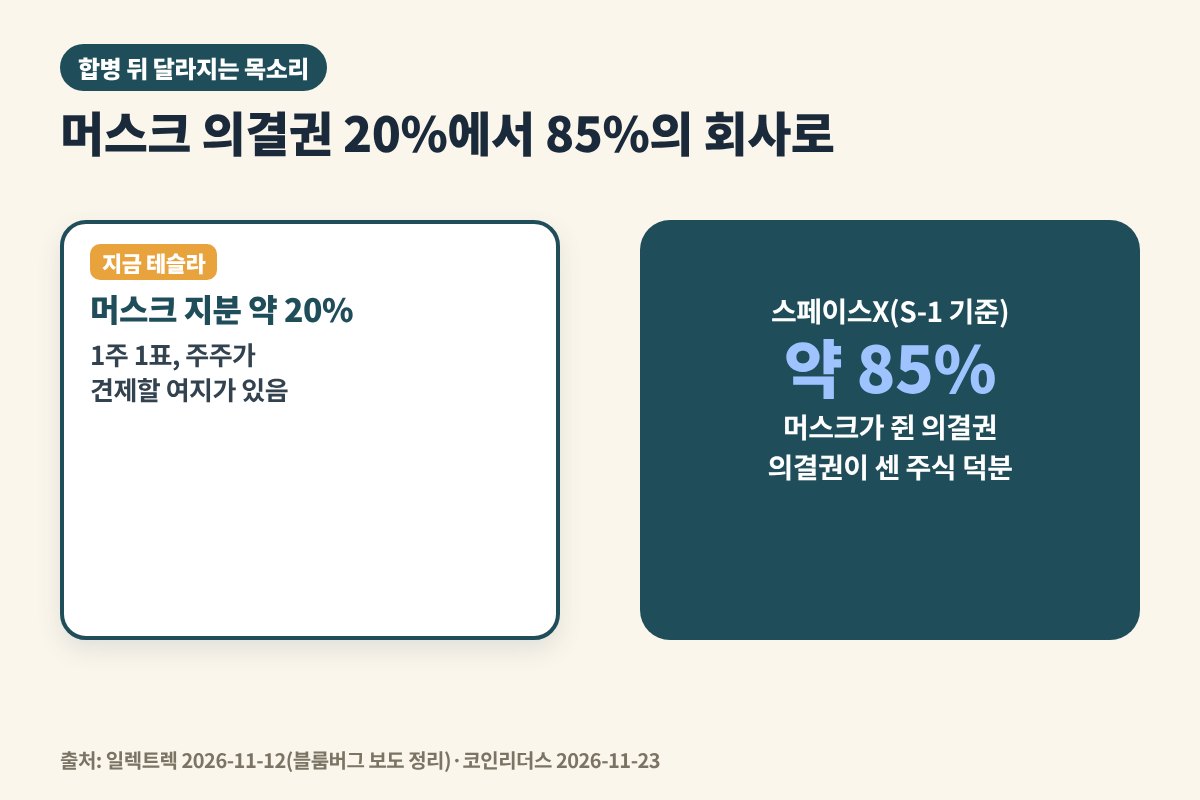 합병 뒤 달라지는 목소리
머스크 의결권 20%에서 85%의 회사로
지금 테슬라
머스크 지분 약 20%
1주 1표, 주주가
견제할 여지가 있음
스페이스X(S-1 기준)
약 85%
머스크가 쥔 의결권
의결권이 센 주식 덕분
출처: 일렉트렉 2026-11-12(블룸버그 보도 정리)·코인리더스 2026-11-23